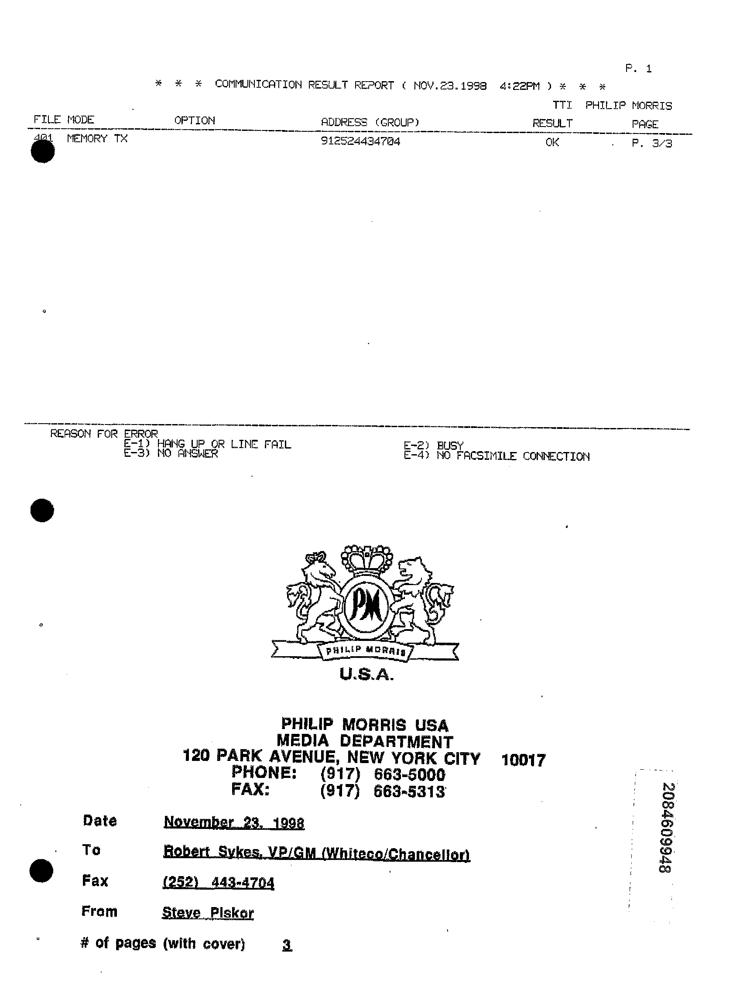 P. 1
* * * COMMUNICATION RESULT REPORT ( NOV.23.1998 4:22PM ) * * *
TTI PHILIP MORRIS
FILE MODE OPTION ADDRESS (GROUP) RESULT PAGE
401 MEMORY TX 912524434704 OK P. 3/3
REASON FOR ERROR
E-1) HANG UP OR LINE FAIL E-2) BUSY
E-3) NO ANSWER E-4) NO FACSIMILE CONNECTION
PM
PHILIP MORRIS
U.S.A.
PHILIP MORRIS USA
MEDIA DEPARTMENT
120 PARK AVENUE, NEW YORK CITY 10017
PHONE: (917) 663-5000
FAX: (917) 663-5313
Date November 23, 1998
To Robert Sykes, VP/GM (Whiteco/Chancellor)
Fax (252) 443-4704
From Steve Piskor
# of pages (with cover) 3
2084609948